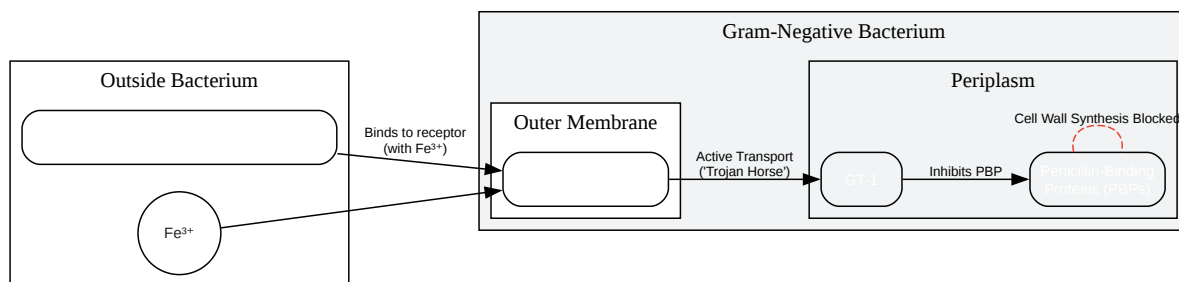 Gram-Negative Bacterium
Outside Bacterium
Periplasm
Outer Membrane
Cell Wall Synthesis Blocked
Binds to receptor
(with Fe³⁺)
Active Transport
('Trojan Horse')
GT-1
Inhibits PBP
Penicillin-Binding
Proteins (PBPs)
Fe³⁺